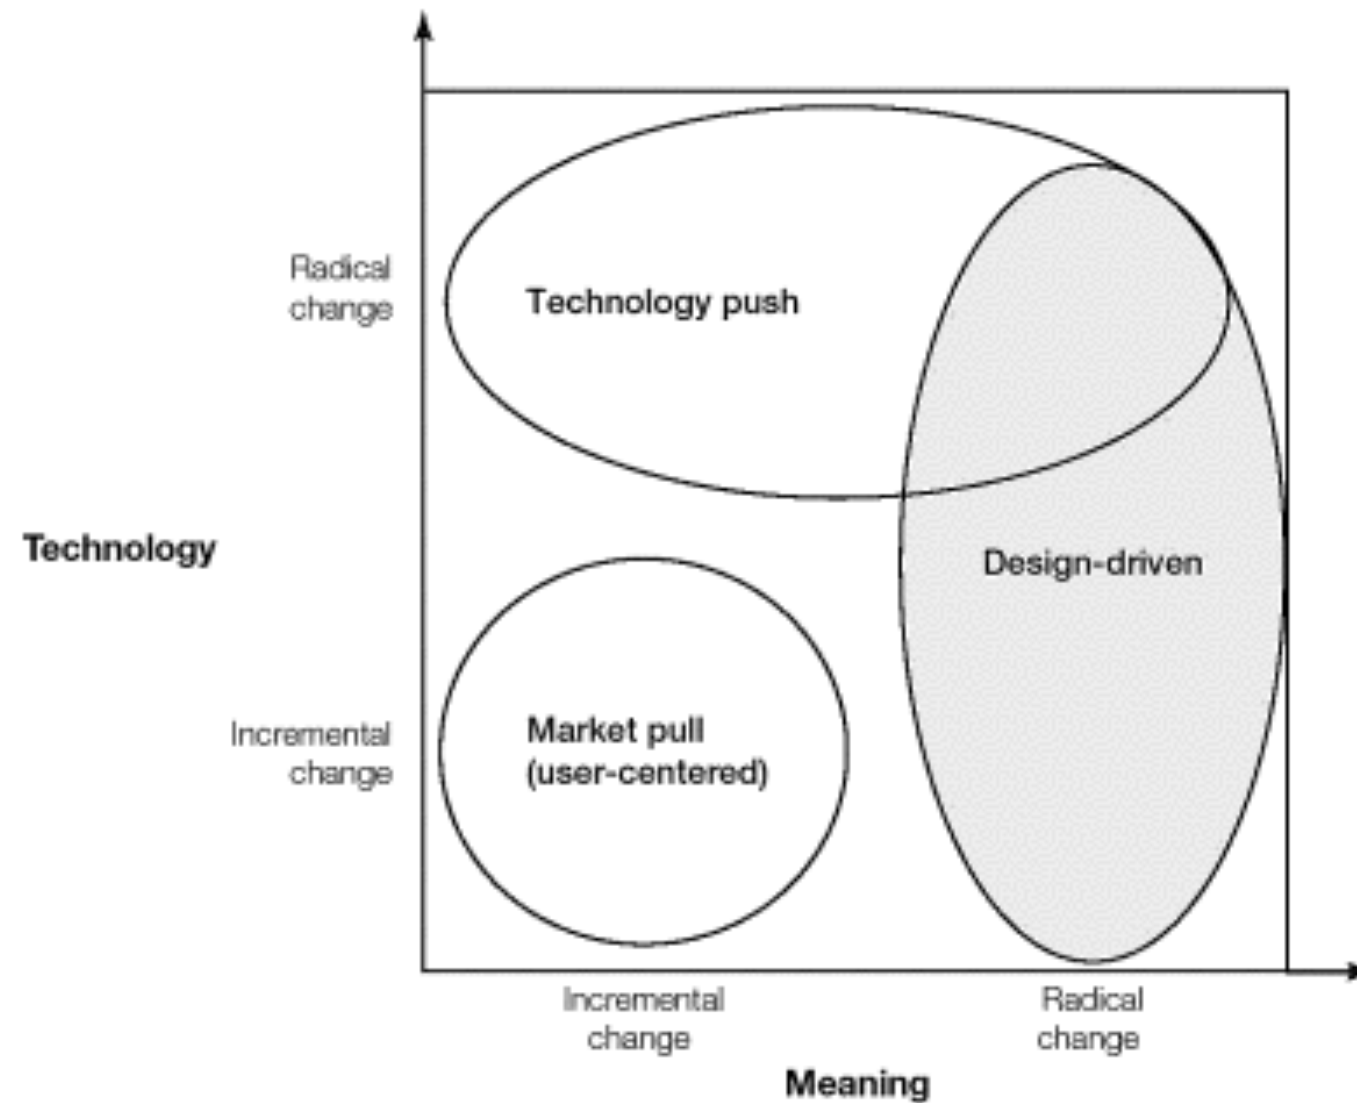 Radical
change
Technology push
Technology
Design-driven
Incremental
change
Market pull
(user-centered)
Incremental
change
Radical
change
Meaning